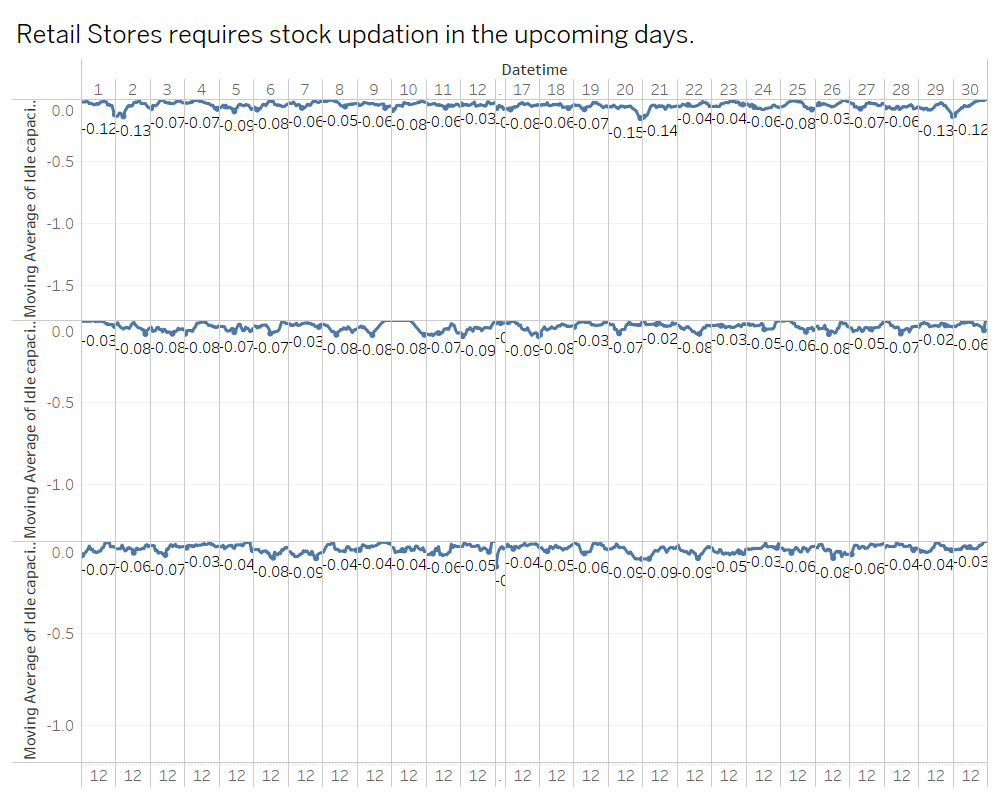 Retail Stores requires stock updation in the upcoming days.
Datetime
1 2 3 4 5 6 7 8 9 10 11 12 . 17 18 19 20 21 22 23 24 25 26 27 28 29 30
Moving Average of Idle capaci..
0.0
-0.12 -0.13 -0.07 -0.07 -0.09 -0.08 -0.06 -0.05 -0.06 -0.08 -0.06 -0.03 -0.08 -0.06 -0.07 -0.15 -0.14 -0.04 -0.04 -0.06 -0.08 -0.03 -0.07 -0.06 -0.13 -0.12
-0.5
-1.0
-1.5
Moving Average of Idle capaci..
0.0
-0.03 -0.08 -0.08 -0.08 -0.07 -0.07 -0.03 -0.08 -0.08 -0.08 -0.07 -0.09 -0.09 -0.08 -0.03 -0.07 -0.02 -0.08 -0.03 -0.05 -0.06 -0.08 -0.05 -0.07 -0.02 -0.06
-0.5
-1.0
Moving Average of Idle capaci..
0.0
-0.07 -0.06 -0.07 -0.03 -0.04 -0.08 -0.09 -0.04 -0.04 -0.04 -0.06 -0.05 -0.04 -0.05 -0.06 -0.09 -0.09 -0.09 -0.05 -0.03 -0.06 -0.08 -0.06 -0.04 -0.04 -0.03
-0.5
-1.0
12 12 12 12 12 12 12 12 12 12 12 12 . 12 12 12 12 12 12 12 12 12 12 12 12 12 12